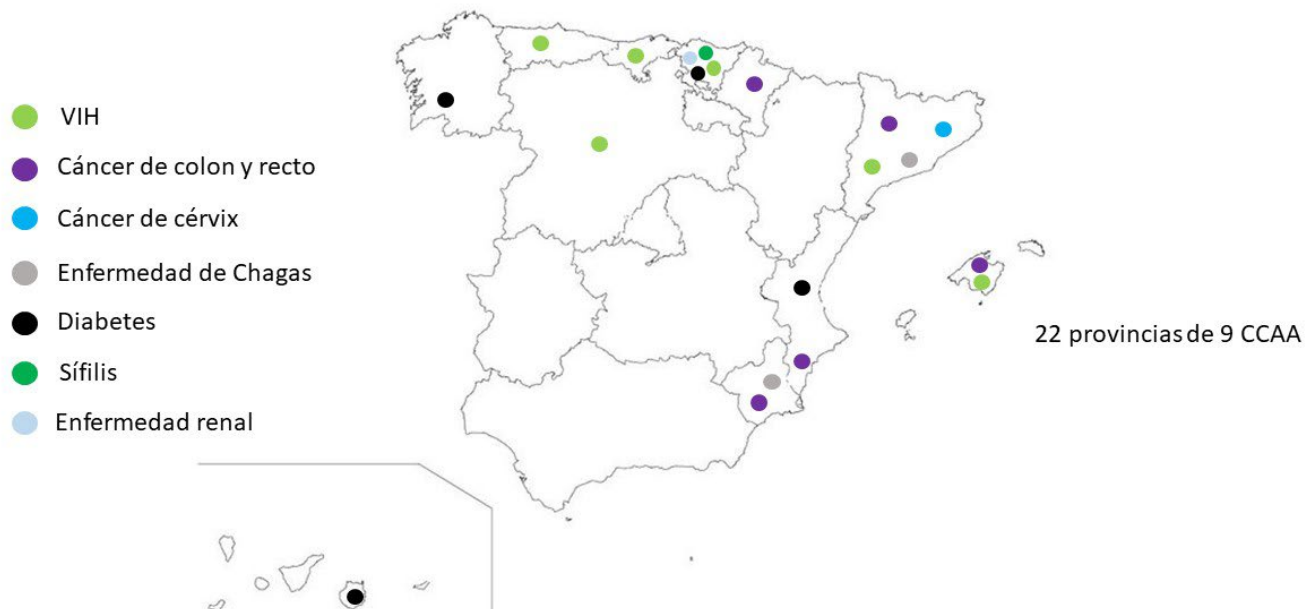 VIH
Cáncer de colon y recto
Cáncer de cérvix
Enfermedad de Chagas
Diabetes
Sífilis
Enfermedad renal
22 provincias de 9 CCAA